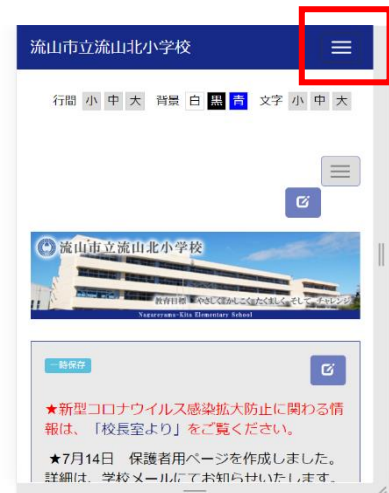 流山市立流山北小学校
行間 小 中 大 背景 白 黒 青 文字 小 中 大
流山市立流山北小学校
教育目標 やさしく かしこく たくましく そして チャレンジ
Nagareyama-Kita Elementary School
一時保存
★新型コロナウイルス感染拡大防止に関わる情
報は、「校長室より」をご覧ください。
★7月14日　保護者用ページを作成しました。
詳細は、学校メールにてお知らせいたします。